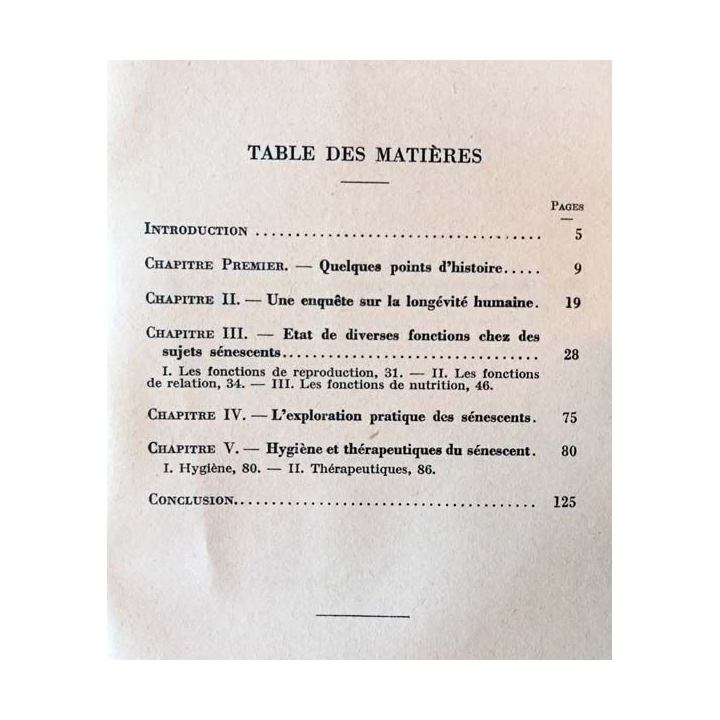 TABLE DES MATIÈRES
PAGES
INTRODUCTION ........................................ 5
CHAPITRE PREMIER. — Quelques points d'histoire..... 9
CHAPITRE II. — Une enquête sur la longévité humaine. 19
CHAPITRE III. — Etat de diverses fonctions chez des
sujets sénescents................................. 28
I. Les fonctions de reproduction, 31. — II. Les fonctions
de relation, 34. — III. Les fonctions de nutrition, 46.
CHAPITRE IV. — L'exploration pratique des sénescents. 75
CHAPITRE V. — Hygiène et thérapeutiques du sénescent. 80
I. Hygiène, 80. — II. Thérapeutiques, 86.
CONCLUSION....................................... 125